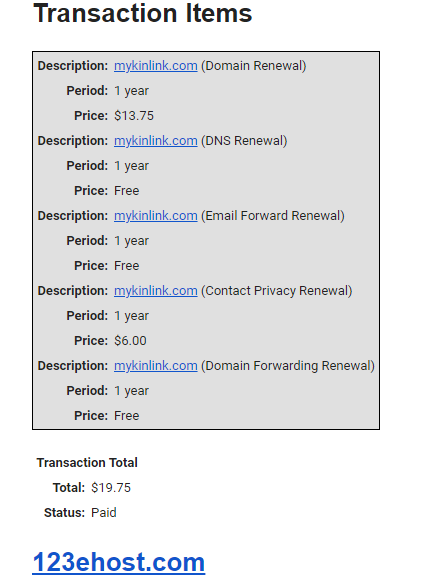 Transaction Items
Description: mykinlink.com (Domain Renewal)
Period: 1 year
Price: $13.75
Description: mykinlink.com (DNS Renewal)
Period: 1 year
Price: Free
Description: mykinlink.com (Email Forward Renewal)
Period: 1 year
Price: Free
Description: mykinlink.com (Contact Privacy Renewal)
Period: 1 year
Price: $6.00
Description: mykinlink.com (Domain Forwarding Renewal)
Period: 1 year
Price: Free
Transaction Total
Total: $19.75
Status: Paid
123ehost.com